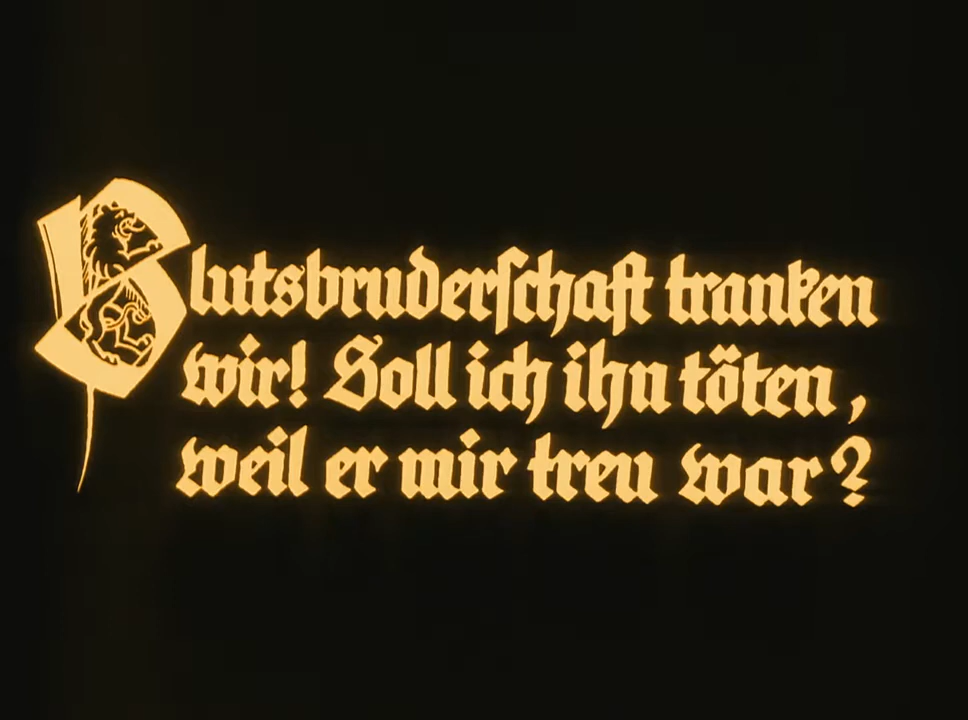 Blutsbruderschaft tranken
wir! Soll ich ihn töten,
weil er mir treu war?